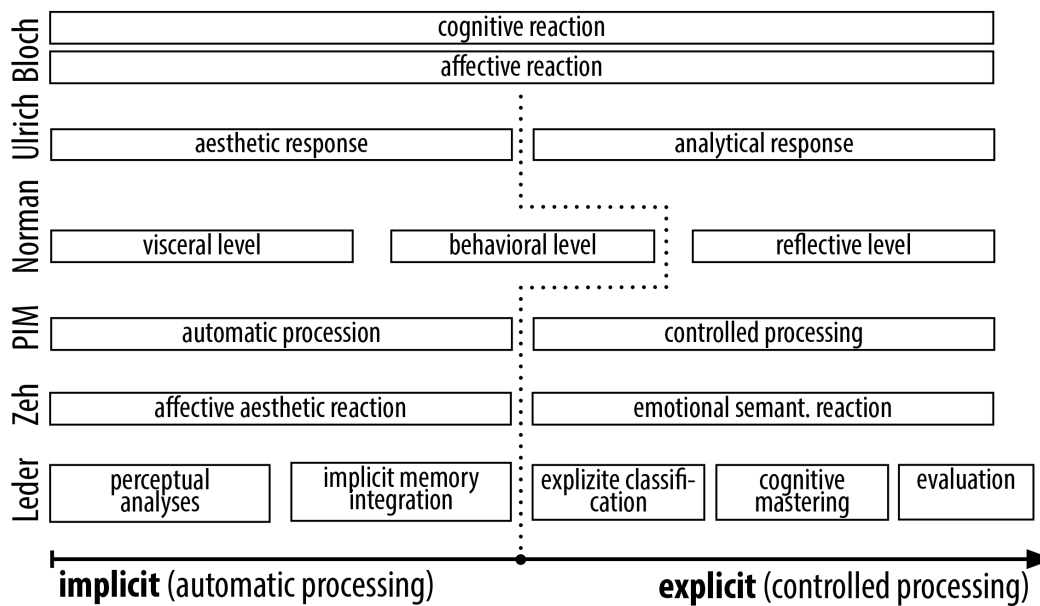 Bloch
cognitive reaction
affective reaction
Ulrich
aesthetic response
analytical response
Norman
visceral level
behavioral level
reflective level
PIM
automatic procession
controlled processing
Zeh
affective aesthetic reaction
emotional semant. reaction
Leder
perceptual
analyses
implicit memory
integration
explizite classifi-
cation
cognitive
mastering
evaluation
implicit (automatic processing)
explicit (controlled processing)